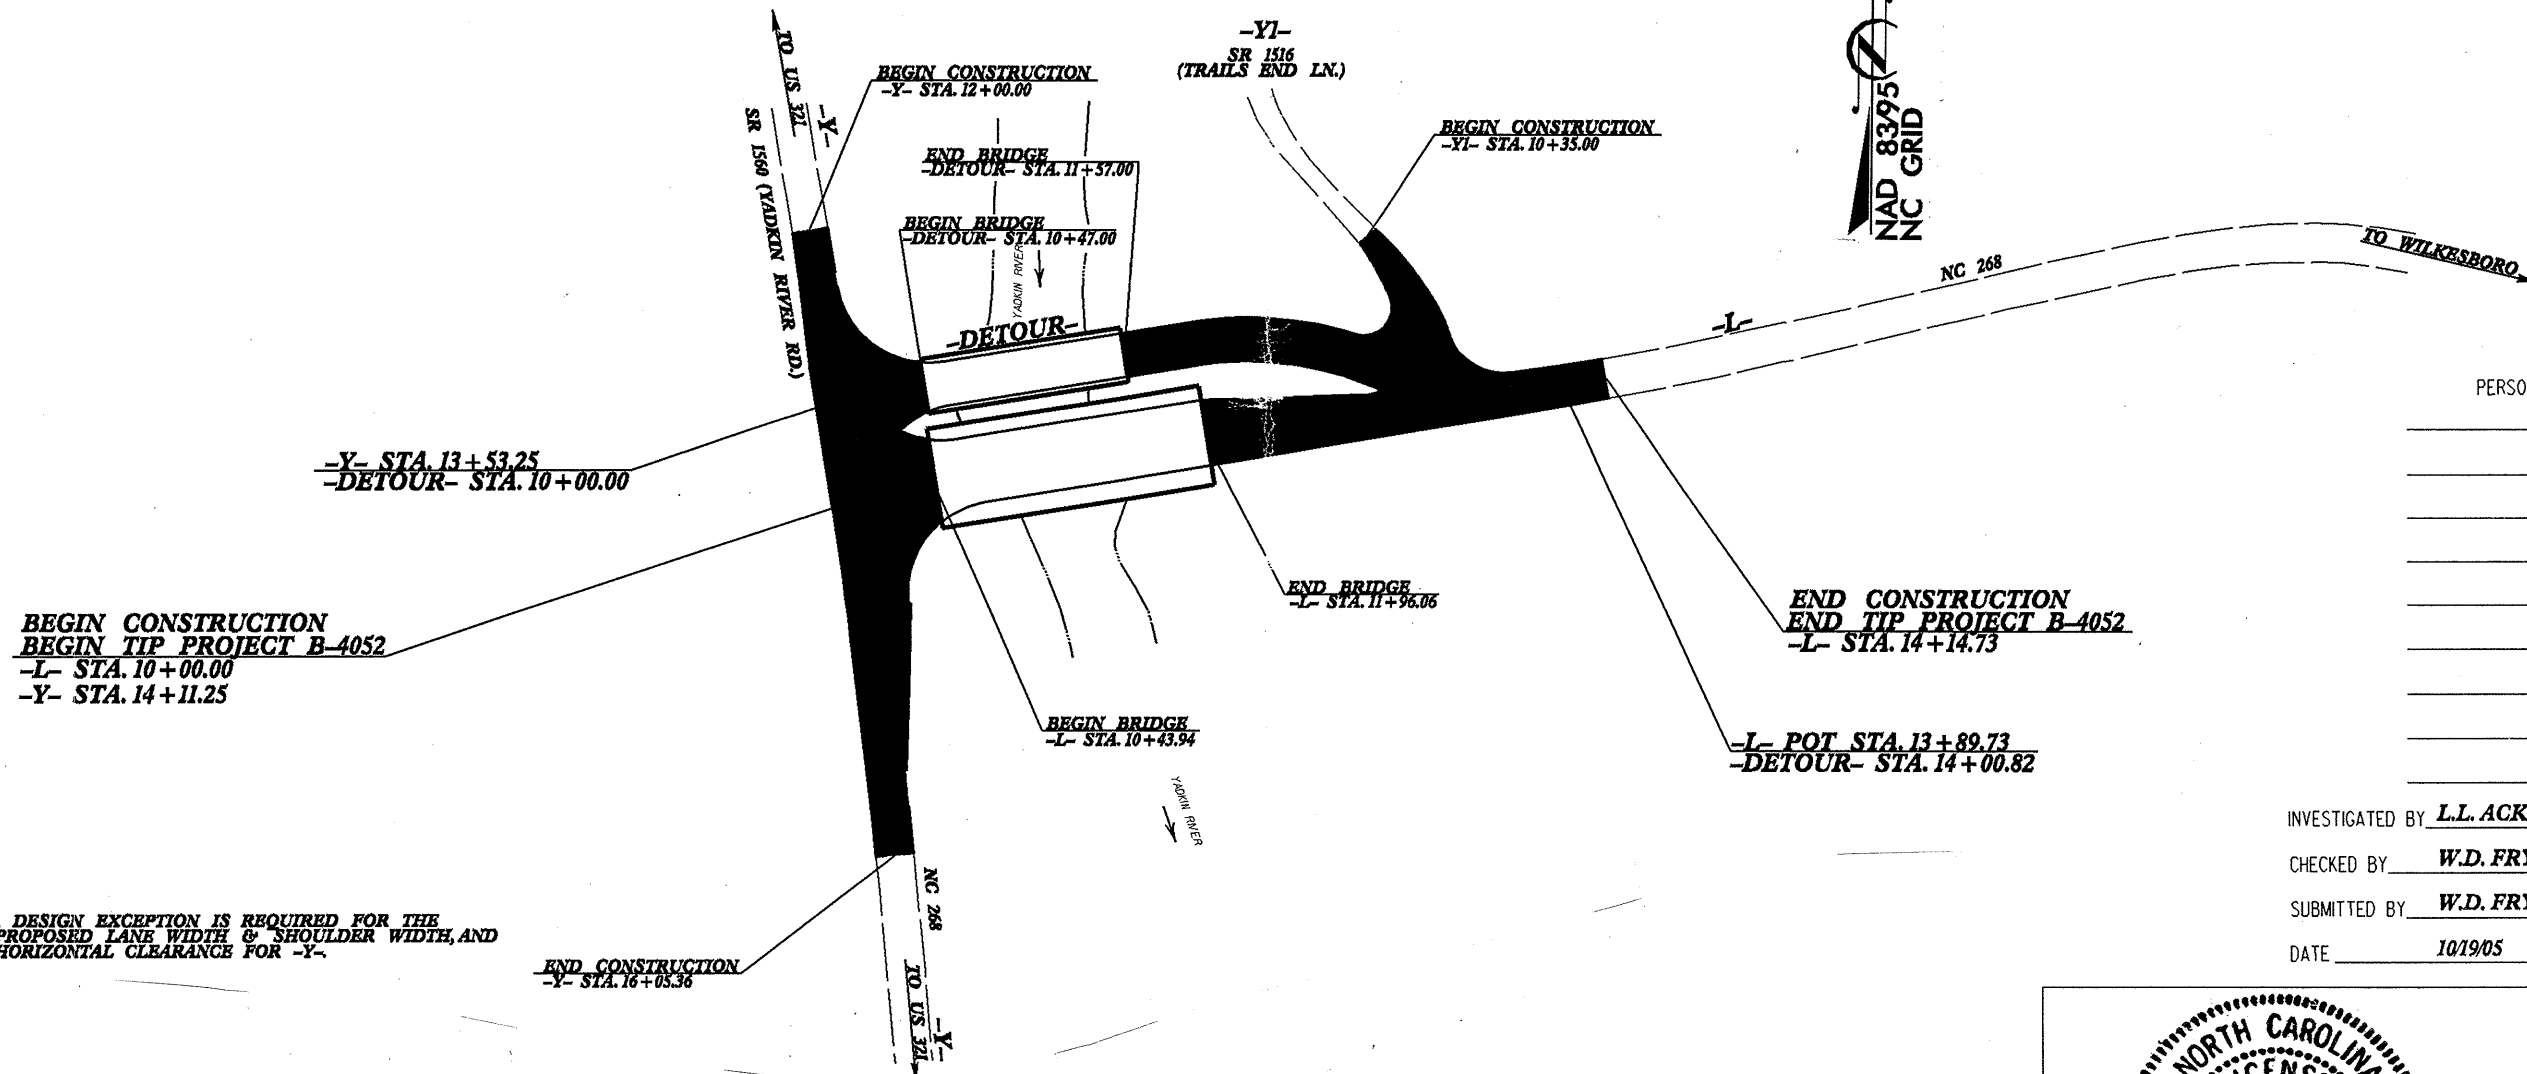 -Y1-
SR 1516
(TRAILS END LN.)
TO US 321
-Y-
SR 1560 (YADKIN RIVER RD.)
BEGIN CONSTRUCTION
-Y- STA. 12+00.00
END BRIDGE
-DETOUR- STA. 11+57.00
BEGIN BRIDGE
-DETOUR- STA. 10+47.00
YADKIN RIVER
BEGIN CONSTRUCTION
-Y1- STA. 10+35.00
NAD 83/95
NC GRID
NC 268
TO WILKESBORO
-L-
-DETOUR-
PERSO
-Y- STA. 13+53.25
-DETOUR- STA. 10+00.00
BEGIN CONSTRUCTION
BEGIN TIP PROJECT B-4052
-L- STA. 10+00.00
-Y- STA. 14+11.25
END BRIDGE
-L- STA. 11+96.06
END CONSTRUCTION
END TIP PROJECT B-4052
-L- STA. 14+14.73
BEGIN BRIDGE
-L- STA. 10+43.94
-L- POT STA. 13+89.73
-DETOUR- STA. 14+00.82
YADKIN RIVER
INVESTIGATED BY L.L. ACK
CHECKED BY W.D. FRY
SUBMITTED BY W.D. FRY
DATE 10/19/05
DESIGN EXCEPTION IS REQUIRED FOR THE
PROPOSED LANE WIDTH & SHOULDER WIDTH, AND
HORIZONTAL CLEARANCE FOR -Y-.
END CONSTRUCTION
-Y- STA. 16+05.36
NC 268
TO US 321
-Y-
NORTH CAROLINA